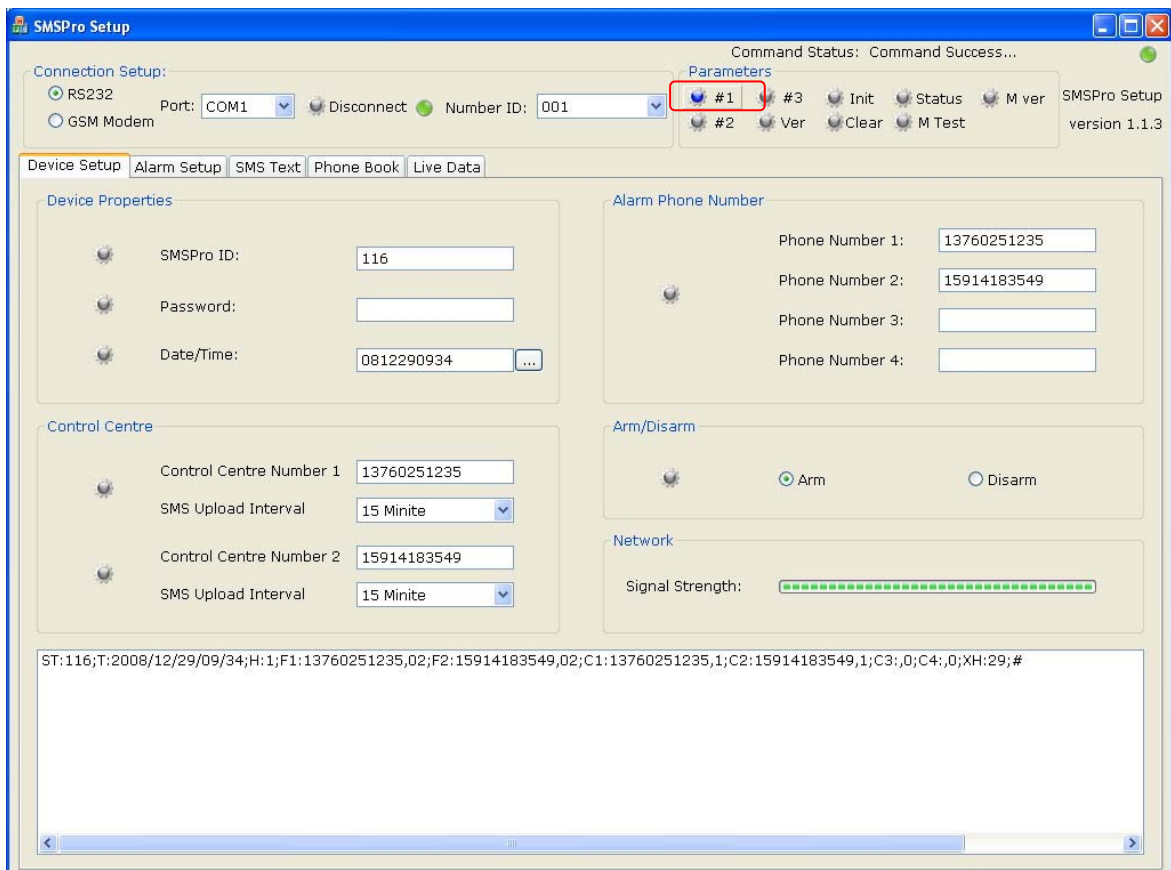 SMSPro Setup
Command Status: Command Success...
Connection Setup:
RS232
GSM Modem
Port: COM1
Disconnect
Number ID: 001
Parameters
#1 #3 Init Status M ver
#2 Ver Clear M Test
SMSPro Setup
version 1.1.3
Device Setup Alarm Setup SMS Text Phone Book Live Data
Device Properties
SMSPro ID: 116
Password:
Date/Time: 0812290934 ...
Alarm Phone Number
Phone Number 1: 13760251235
Phone Number 2: 15914183549
Phone Number 3:
Phone Number 4:
Control Centre
Control Centre Number 1 13760251235
SMS Upload Interval 15 Minite
Control Centre Number 2 15914183549
SMS Upload Interval 15 Minite
Arm/Disarm
Arm Disarm
Network
Signal Strength:
ST:116;T:2008/12/29/09/34;H:1;F1:13760251235,02;F2:15914183549,02;C1:13760251235,1;C2:15914183549,1;C3:,0;C4:,0;XH:29;#